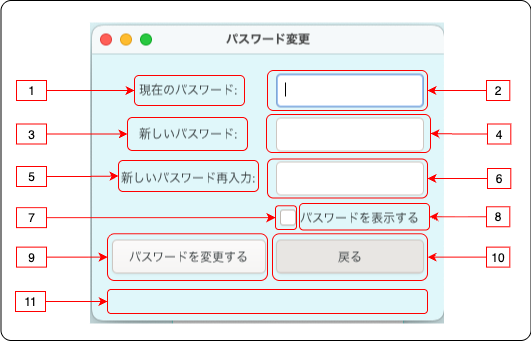 パスワード変更
1 現在のパスワード: 2
3 新しいパスワード: 4
5 新しいパスワード再入力: 6
7 パスワードを表示する 8
9 パスワードを変更する 戻る 10
11